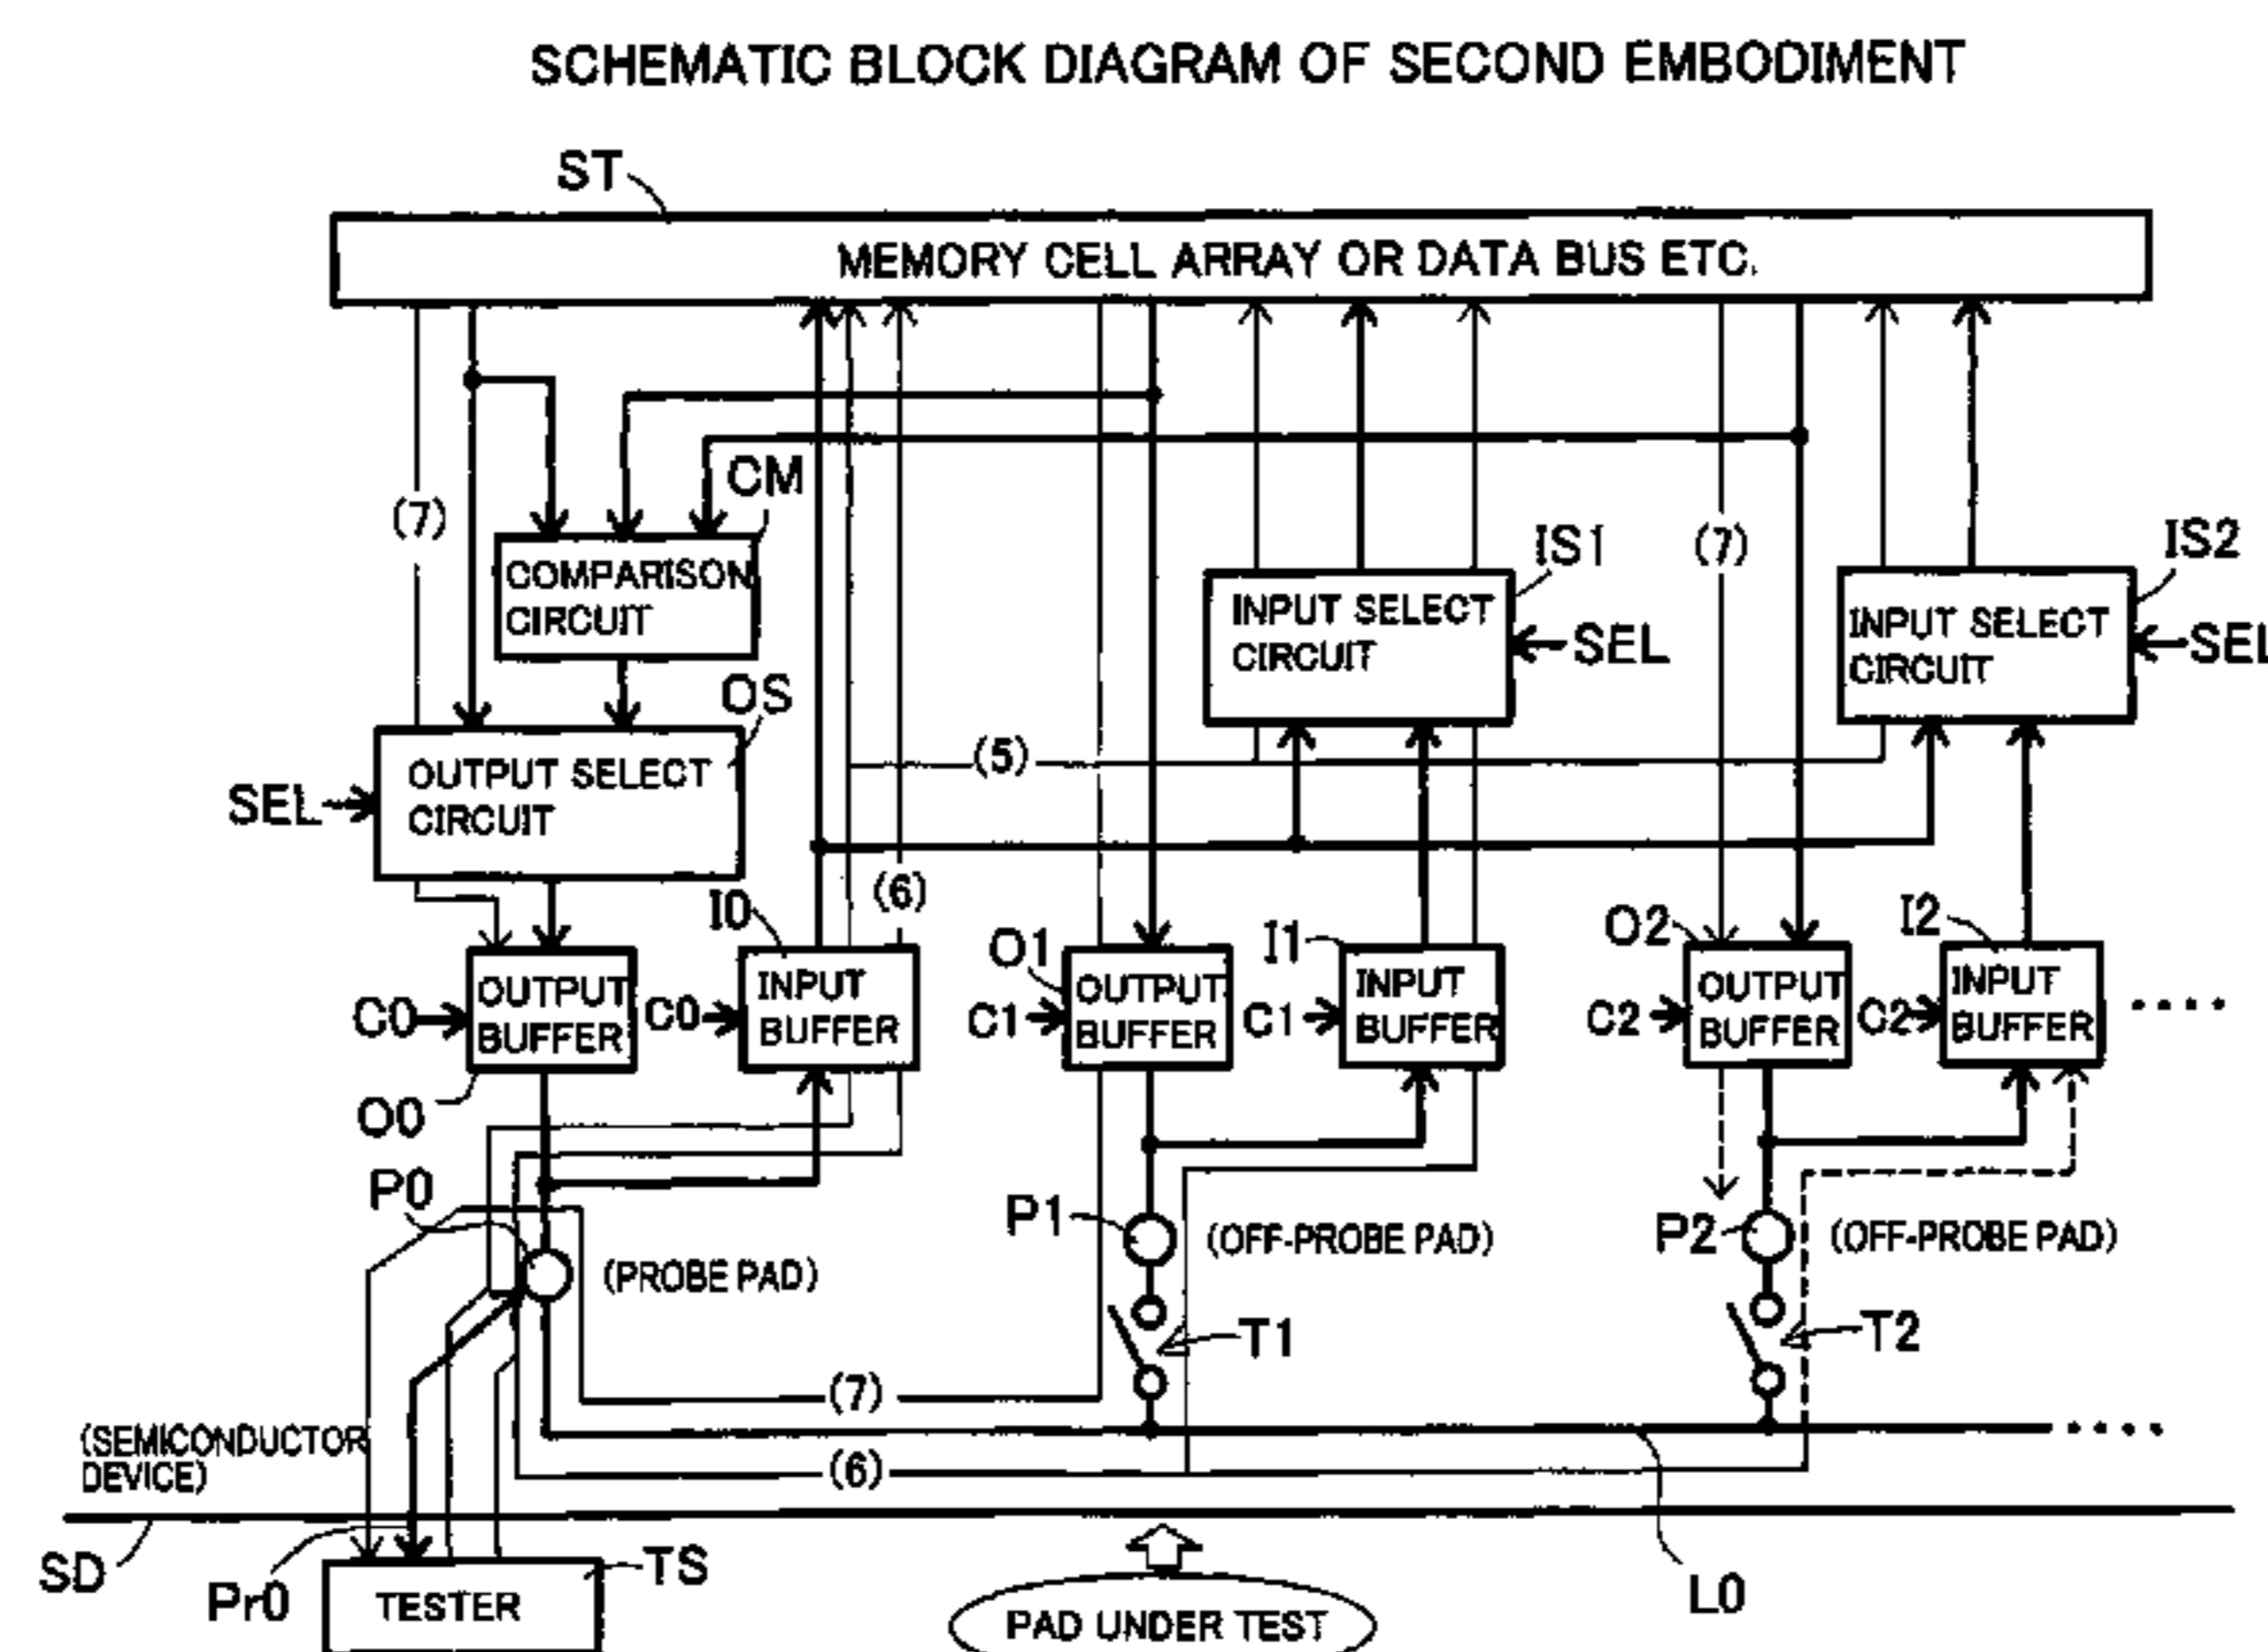 SCHEMATIC BLOCK DIAGRAM OF SECOND EMBODIMENT
ST
MEMORY CELL ARRAY OR DATA BUS ETC.
(7)
CM
COMPARISON
CIRCUIT
IS1
INPUT SELECT
CIRCUIT
SEL
(7)
IS2
INPUT SELECT
CIRCUIT
SEL
OS
OUTPUT SELECT
CIRCUIT
SEL
(5)
(6)
I0
O1
I1
O2
I2
C0
OUTPUT
BUFFER
C0
INPUT
BUFFER
C1
OUTPUT
BUFFER
C1
INPUT
BUFFER
C2
OUTPUT
BUFFER
C2
INPUT
BUFFER
....
O0
P0
(PROBE PAD)
P1
(OFF-PROBE PAD)
P2
(OFF-PROBE PAD)
T1
T2
(7)
(SEMICONDUCTOR
DEVICE)
(6)
....
SD
Pr0
TESTER
TS
PAD UNDER TEST
L0